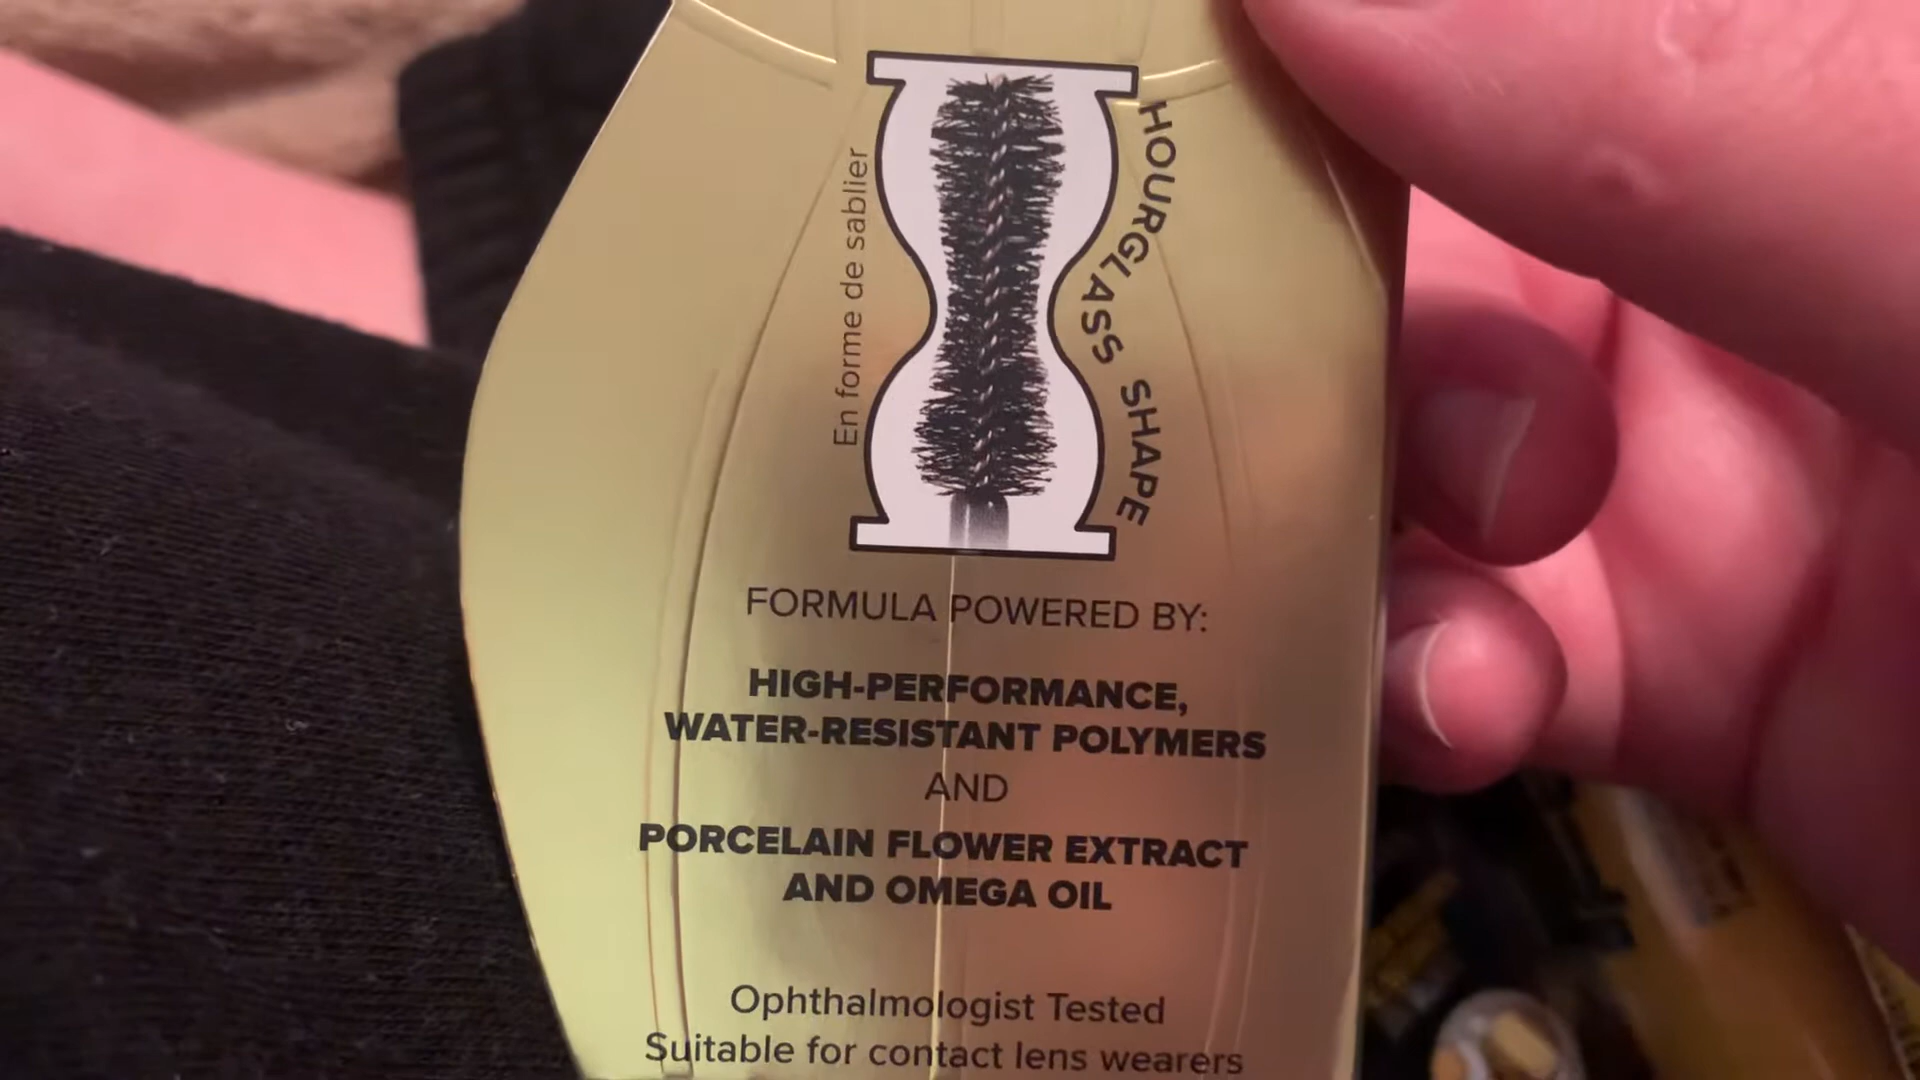 En forme de sablier
HOURGLASS SHAPE
FORMULA POWERED BY:
HIGH-PERFORMANCE,
WATER-RESISTANT POLYMERS
AND
PORCELAIN FLOWER EXTRACT
AND OMEGA OIL
Ophthalmologist Tested
Suitable for contact lens wearers